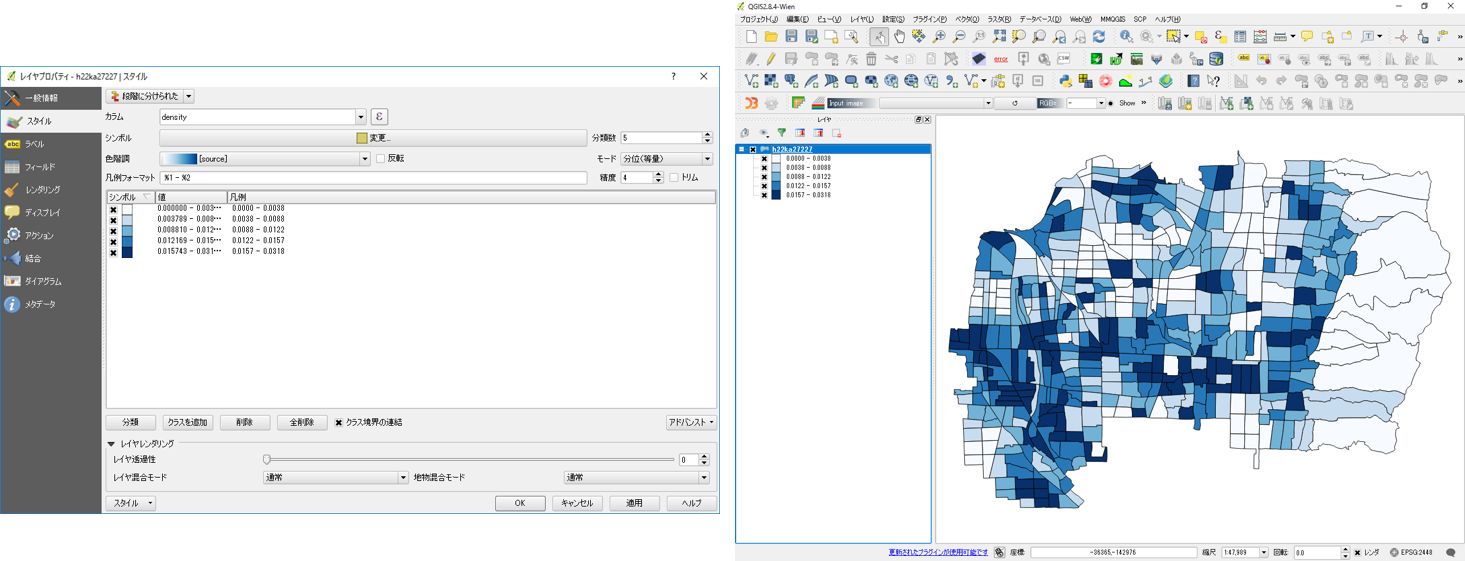 レイヤプロパティ - h22ka27227 | スタイル
一般情報
スタイル
ラベル
フィールド
レンダリング
ディスプレイ
アクション
結合
ダイアグラム
メタデータ
段階に分けられた
カラム density ε
シンボル 変更... 分類数 5
色階調 [source] 反転 モード 分位(等量)
凡例フォーマット %1 - %2 精度 4 トリム
シンボル 値 凡例
0.000000 - 0.003… 0.0000 - 0.0038
0.003789 - 0.008… 0.0038 - 0.0088
0.008810 - 0.012… 0.0088 - 0.0122
0.012169 - 0.015… 0.0122 - 0.0157
0.015743 - 0.031… 0.0157 - 0.0318
分類 クラスを追加 削除 全削除 クラス境界の連結 アドバンスト
レイヤレンダリング
レイヤ透過性 0
レイヤ混合モード 通常 地物混合モード 通常
スタイル OK キャンセル 適用 ヘルプ
QGIS2.8.4-Wien
プロジェクト(J) 編集(E) ビュー(V) レイヤ(L) 設定(S) プラグイン(P) ベクタ(O) ラスタ(R) データベース(D) Web(W) MMQGIS SCP ヘルプ(H)
error CSW abc
Input image RGB= - Show
レイヤ
h22ka27227
0.0000 - 0.0038
0.0038 - 0.0088
0.0088 - 0.0122
0.0122 - 0.0157
0.0157 - 0.0318
更新されたプラグインが使用可能です 座標: -36365,-142976 縮尺 1:47,989 回転: 0.0 レンダ EPSG:2448